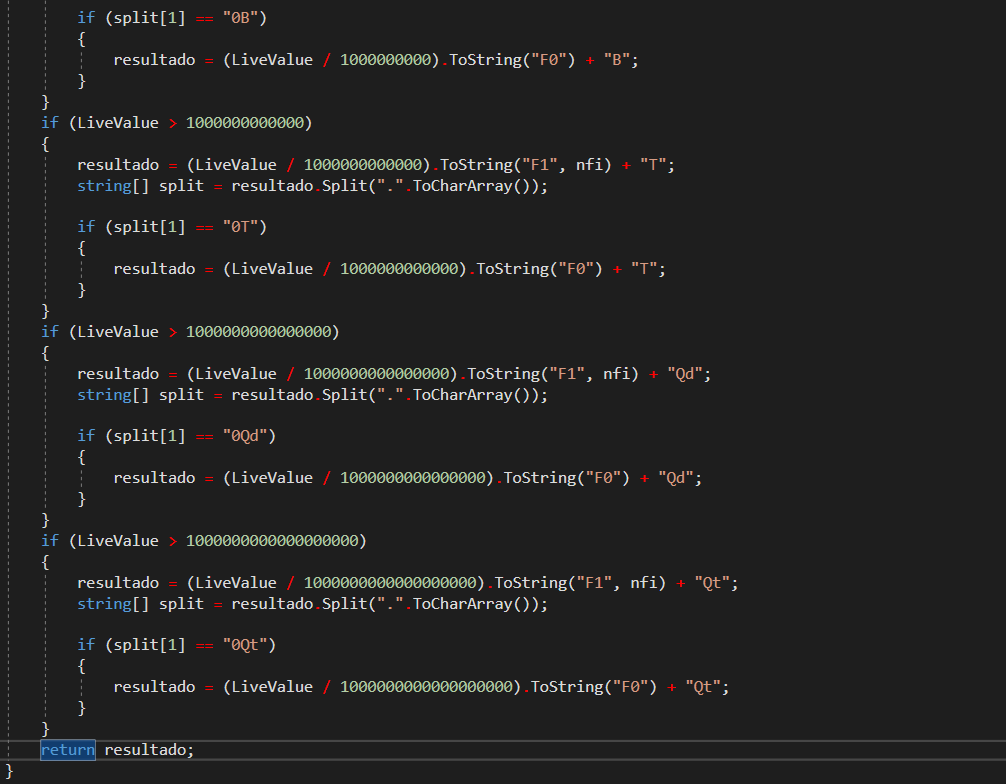 if (split[1] == "0B")
{
resultado = (LiveValue / 1000000000).ToString("F0") + "B";
}
}
if (LiveValue > 1000000000000)
{
resultado = (LiveValue / 1000000000000).ToString("F1", nfi) + "T";
string[] split = resultado.Split(".".ToCharArray());
if (split[1] == "0T")
{
resultado = (LiveValue / 1000000000000).ToString("F0") + "T";
}
}
if (LiveValue > 1000000000000000)
{
resultado = (LiveValue / 1000000000000000).ToString("F1", nfi) + "Qd";
string[] split = resultado.Split(".".ToCharArray());
if (split[1] == "0Qd")
{
resultado = (LiveValue / 1000000000000000).ToString("F0") + "Qd";
}
}
if (LiveValue > 1000000000000000000)
{
resultado = (LiveValue / 1000000000000000000).ToString("F1", nfi) + "Qt";
string[] split = resultado.Split(".".ToCharArray());
if (split[1] == "0Qt")
{
resultado = (LiveValue / 1000000000000000000).ToString("F0") + "Qt";
}
}
return resultado;
}